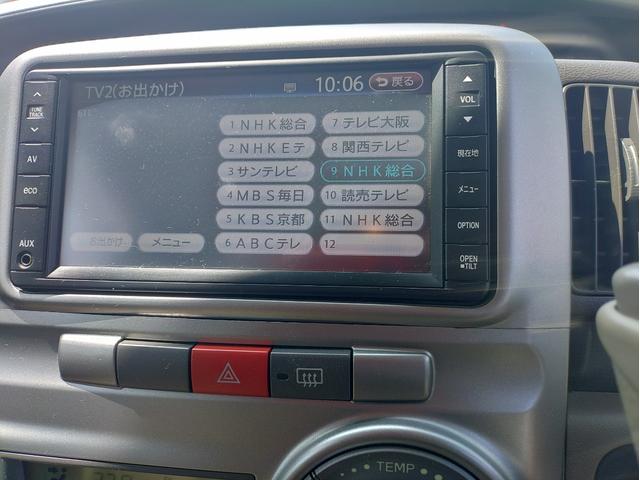 TV2(お出かけ)
10:06
戻る
1 NHK総合
7 テレビ大阪
2 NHKEテ
8 関西テレビ
3 サンテレビ
9 NHK総合
4 MBS毎日
10 読売テレビ
5 KBS京都
11 NHK総合
6 ABCテレ
12
お出かけ
メニュー
TUNE
TRACK
AV
eco
AUX
VOL
現在地
メニュー
OPTION
OPEN
TILT
TEMP